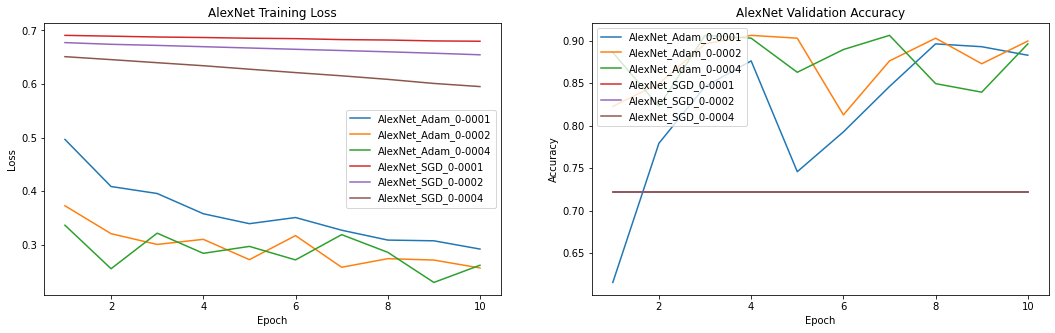 AlexNet Training Loss
0.7
0.6
0.5
0.4
0.3
Loss
2
4
6
8
10
Epoch
AlexNet_Adam_0-0001
AlexNet_Adam_0-0002
AlexNet_Adam_0-0004
AlexNet_SGD_0-0001
AlexNet_SGD_0-0002
AlexNet_SGD_0-0004
AlexNet Validation Accuracy
0.90
0.85
0.80
0.75
0.70
0.65
Accuracy
2
4
6
8
10
Epoch
AlexNet_Adam_0-0001
AlexNet_Adam_0-0002
AlexNet_Adam_0-0004
AlexNet_SGD_0-0001
AlexNet_SGD_0-0002
AlexNet_SGD_0-0004